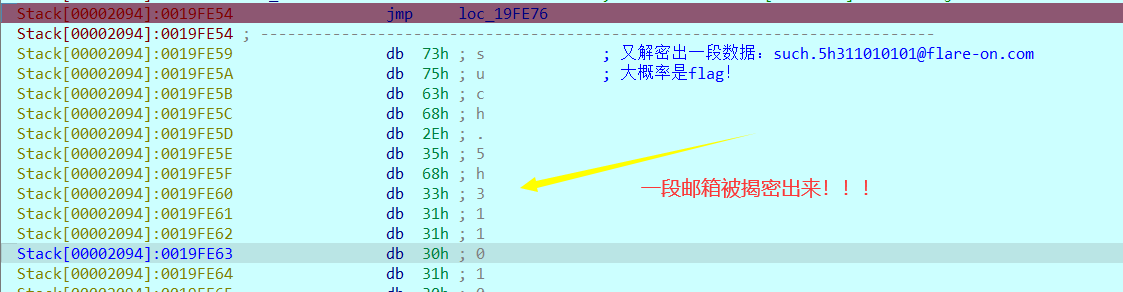 Stack[00002094]:0019FE54 jmp loc_19FE76
Stack[00002094]:0019FE54 ; ---------------------------------------------------------------------------
Stack[00002094]:0019FE59 db 73h ; s ; 又解密出一段数据：such.5h311010101@flare-on.com
Stack[00002094]:0019FE5A db 75h ; u ; 大概率是flag！
Stack[00002094]:0019FE5B db 63h ; c
Stack[00002094]:0019FE5C db 68h ; h
Stack[00002094]:0019FE5D db 2Eh ; .
Stack[00002094]:0019FE5E db 35h ; 5
Stack[00002094]:0019FE5F db 68h ; h
Stack[00002094]:0019FE60 db 33h ; 3
一段邮箱被揭密出来！！！
Stack[00002094]:0019FE61 db 31h ; 1
Stack[00002094]:0019FE62 db 31h ; 1
Stack[00002094]:0019FE63 db 30h ; 0
Stack[00002094]:0019FE64 db 31h ; 1